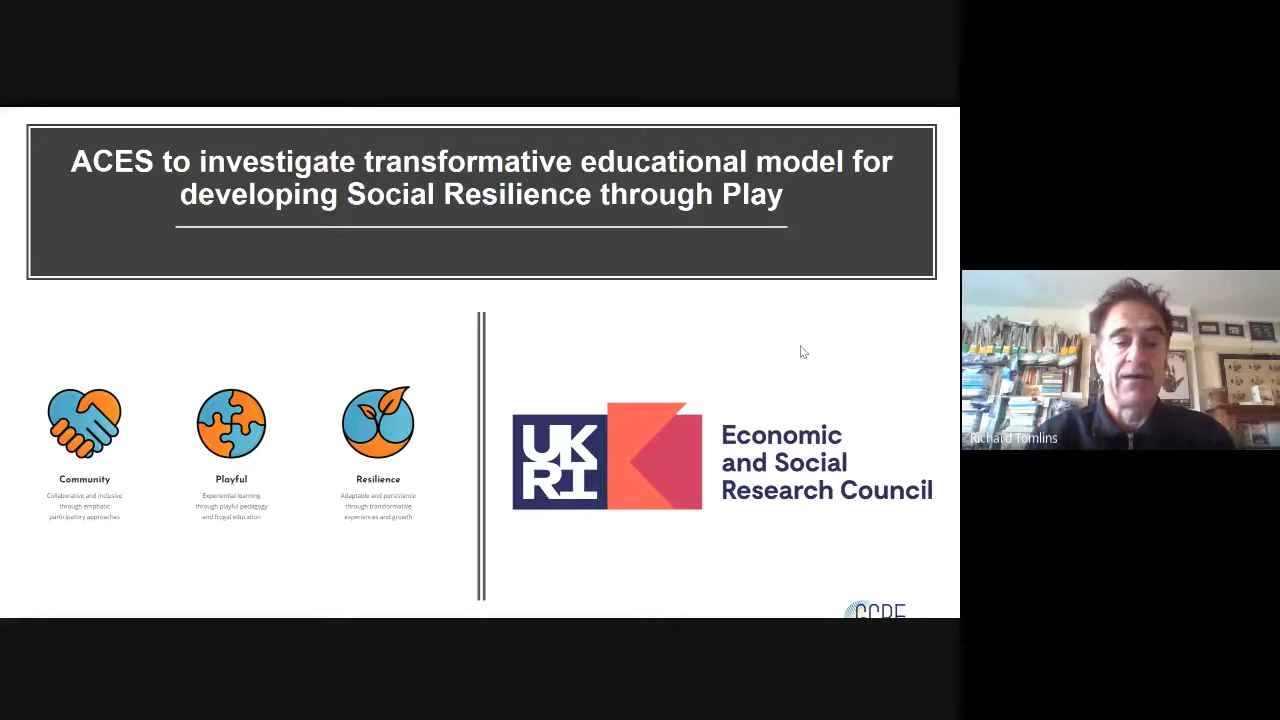 ACES to investigate transformative educational model for
developing Social Resilience through Play
Community
Collaborative and inclusive
through emphatic
participatory approaches
Playful
Experiential learning
through playful pedagogy
and frugal education
Resilience
Adaptable and persistence
through transformative
experiences and growth
UK
RI
Economic
and Social
Research Council
Richard Tomlins